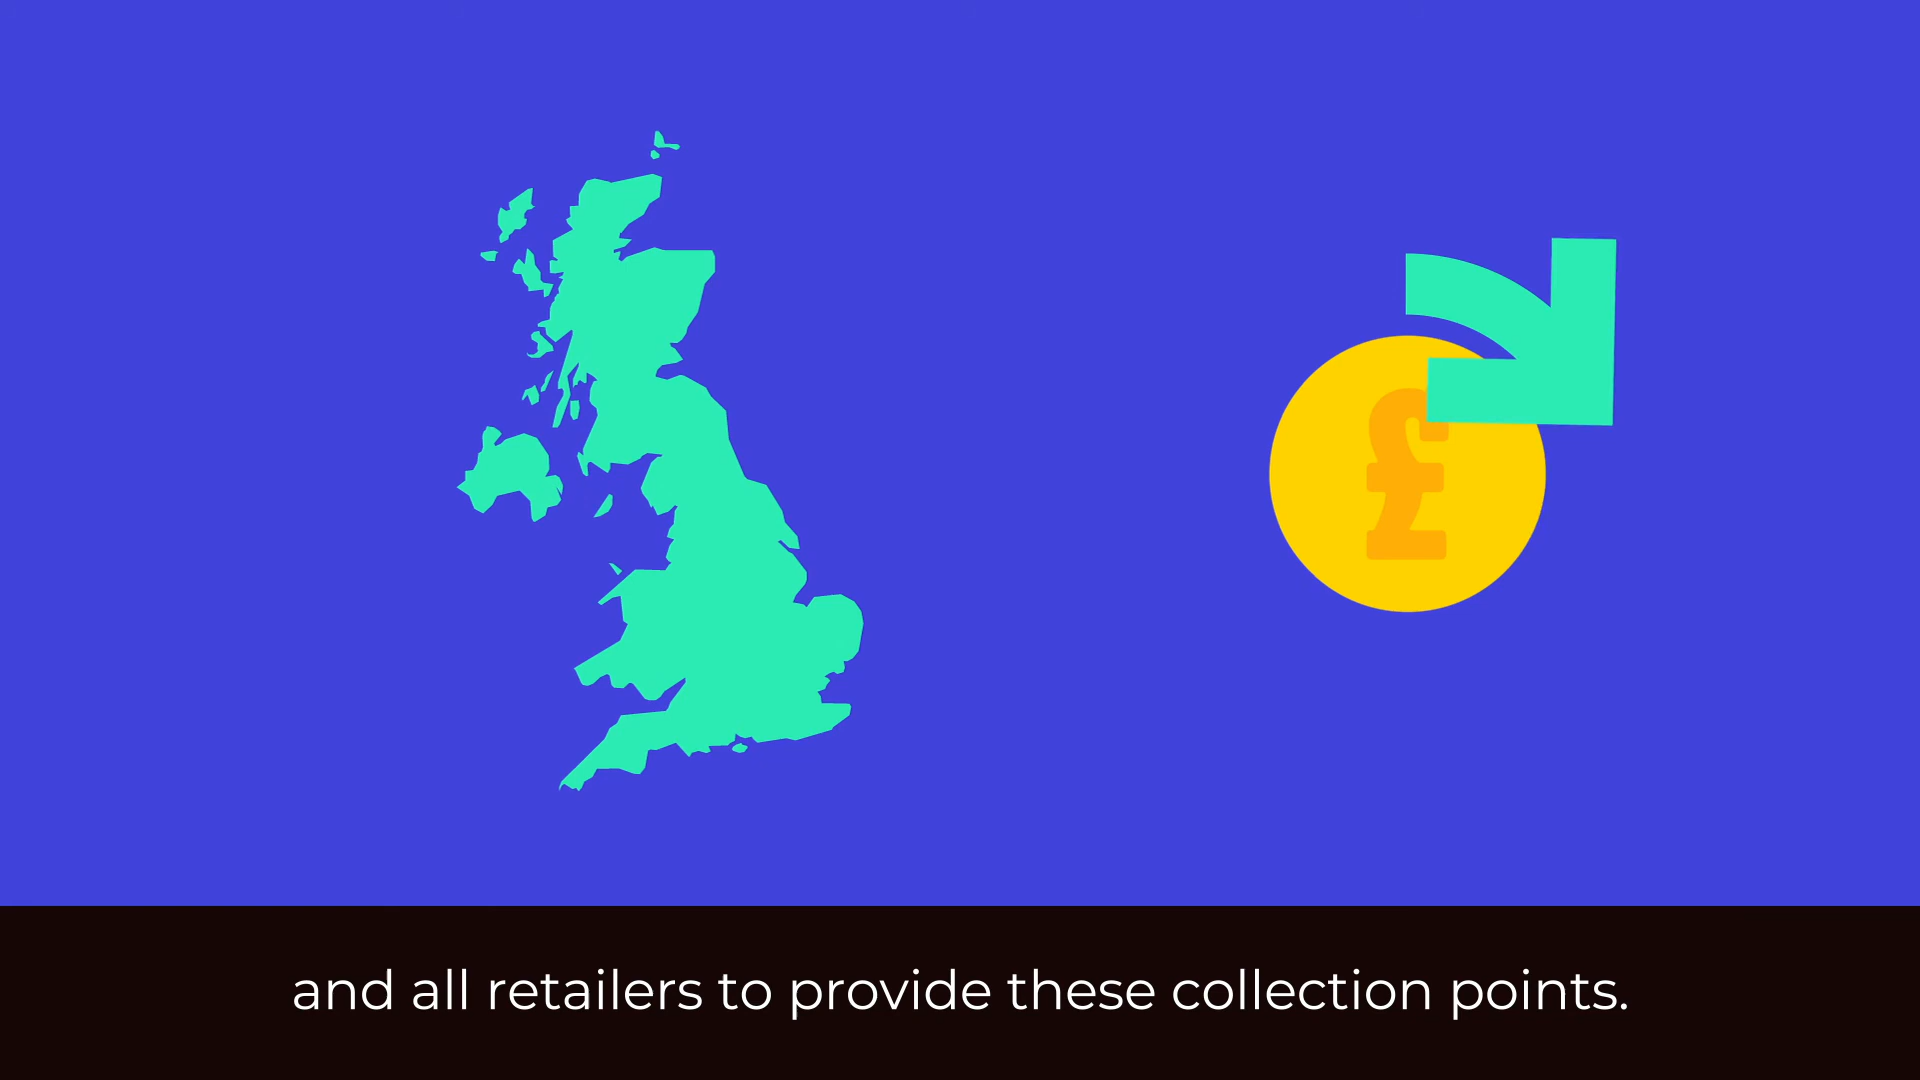 £
and all retailers to provide these collection points.